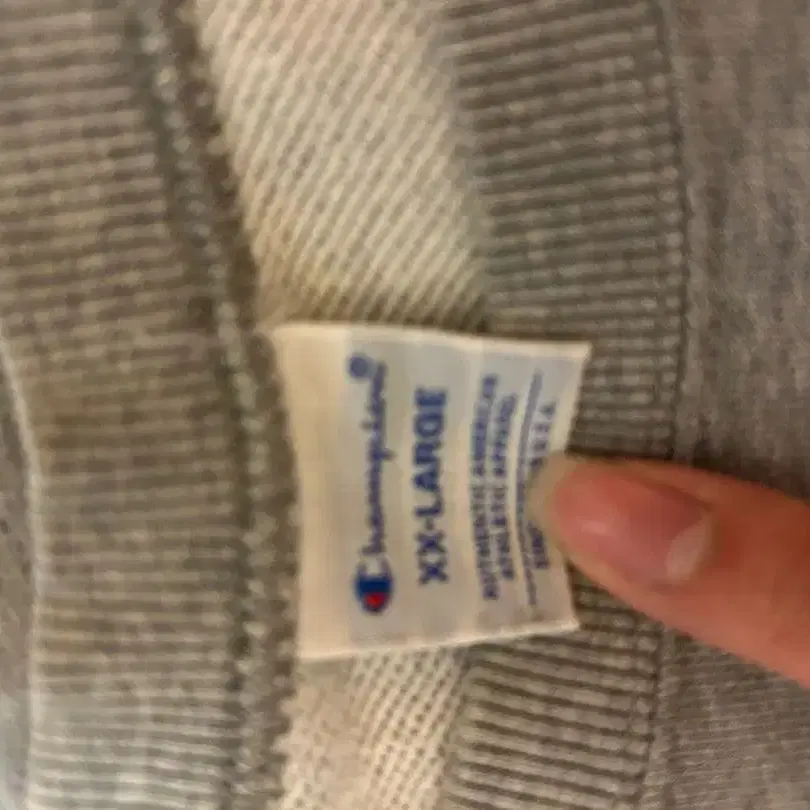 Champion®
XX-LARGE
AUTHENTIC AMERICAN
ATHLETIC APPAREL
U.S.A.